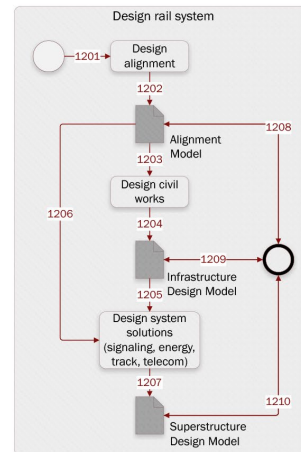 Design rail system
1201
Design
alignment
1202
Alignment
Model
1208
1203
Design civil
works
1206
1204
1209
Infrastructure
Design Model
1205
Design system
solutions
(signaling, energy,
track, telecom)
1207
1210
Superstructure
Design Model